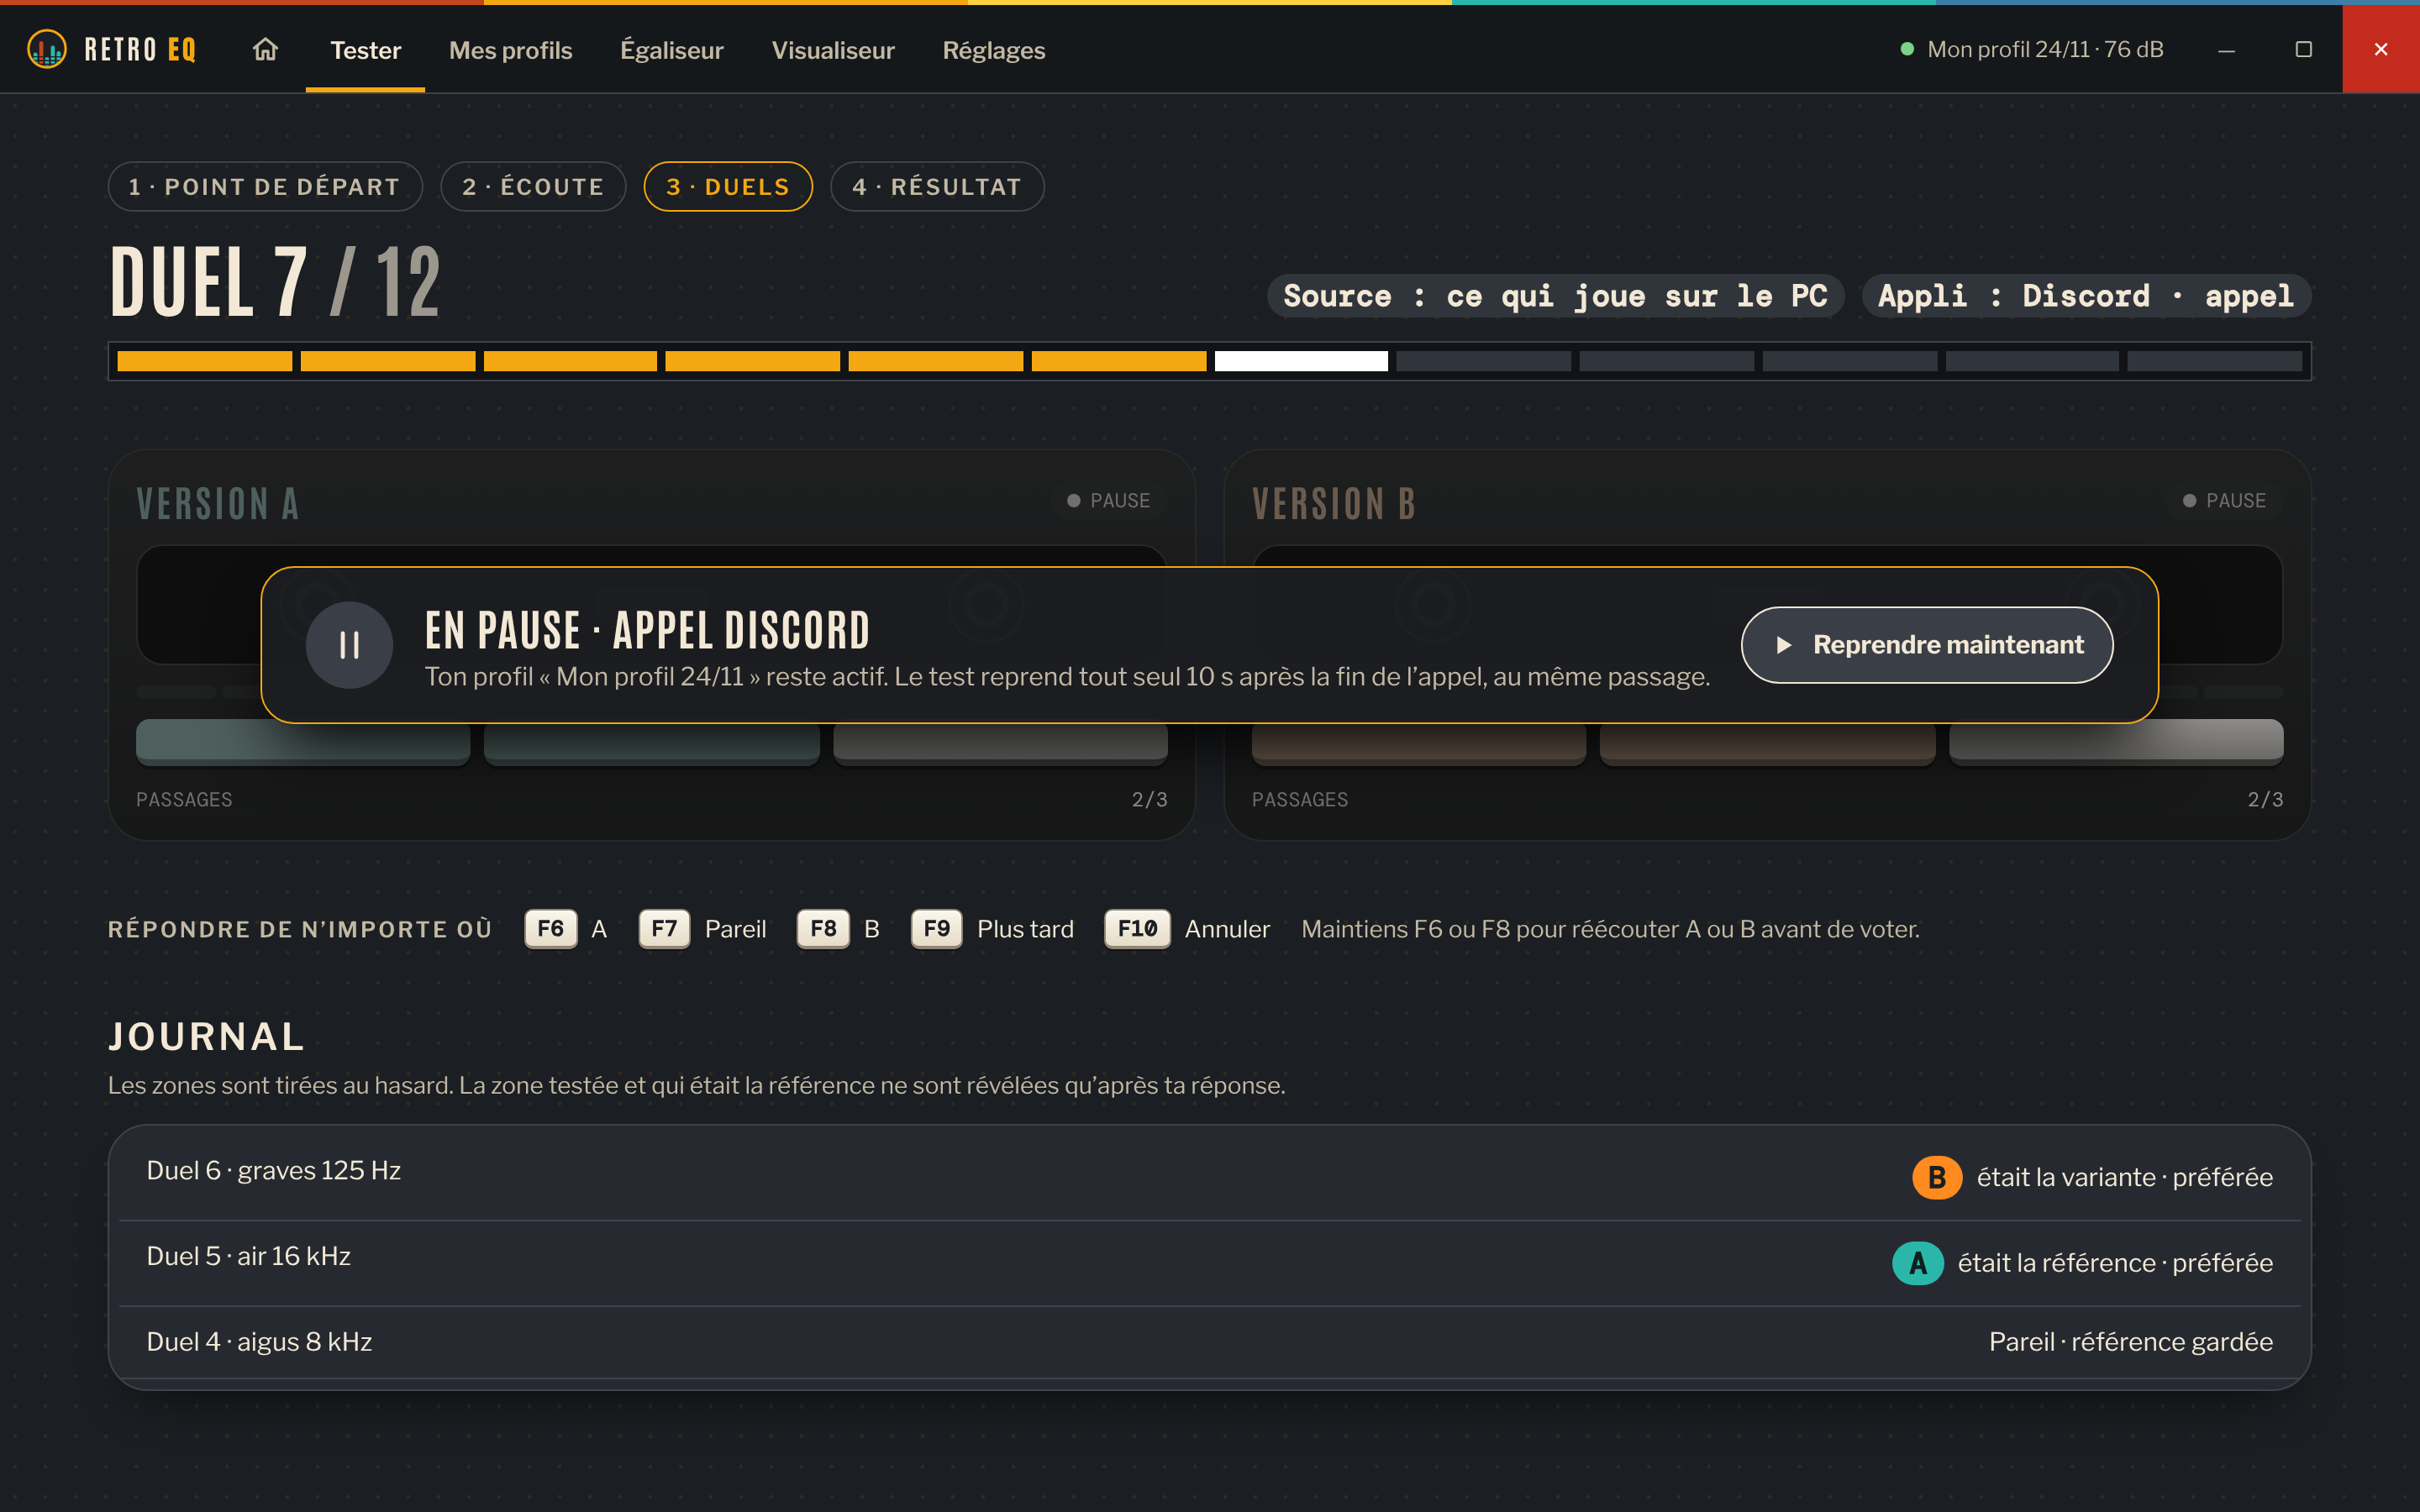 RETRO EQ
Tester
Mes profils
Égaliseur
Visualiseur
Réglages
Mon profil 24/11 · 76 dB
1 · POINT DE DÉPART
2 · ÉCOUTE
3 · DUELS
4 · RÉSULTAT
DUEL 7 / 12
Source : ce qui joue sur le PC
Appli : Discord · appel
VERSION A
PAUSE
VERSION B
PAUSE
EN PAUSE · APPEL DISCORD
Ton profil « Mon profil 24/11 » reste actif. Le test reprend tout seul 10 s après la fin de l’appel, au même passage.
Reprendre maintenant
PASSAGES 2/3
PASSAGES 2/3
RÉPONDRE DE N’IMPORTE OÙ F6 A F7 Pareil F8 B F9 Plus tard F10 Annuler Maintiens F6 ou F8 pour réécouter A ou B avant de voter.
JOURNAL
Les zones sont tirées au hasard. La zone testée et qui était la référence ne sont révélées qu’après ta réponse.
Duel 6 · graves 125 Hz
B était la variante · préférée
Duel 5 · air 16 kHz
A était la référence · préférée
Duel 4 · aigus 8 kHz
Pareil · référence gardée